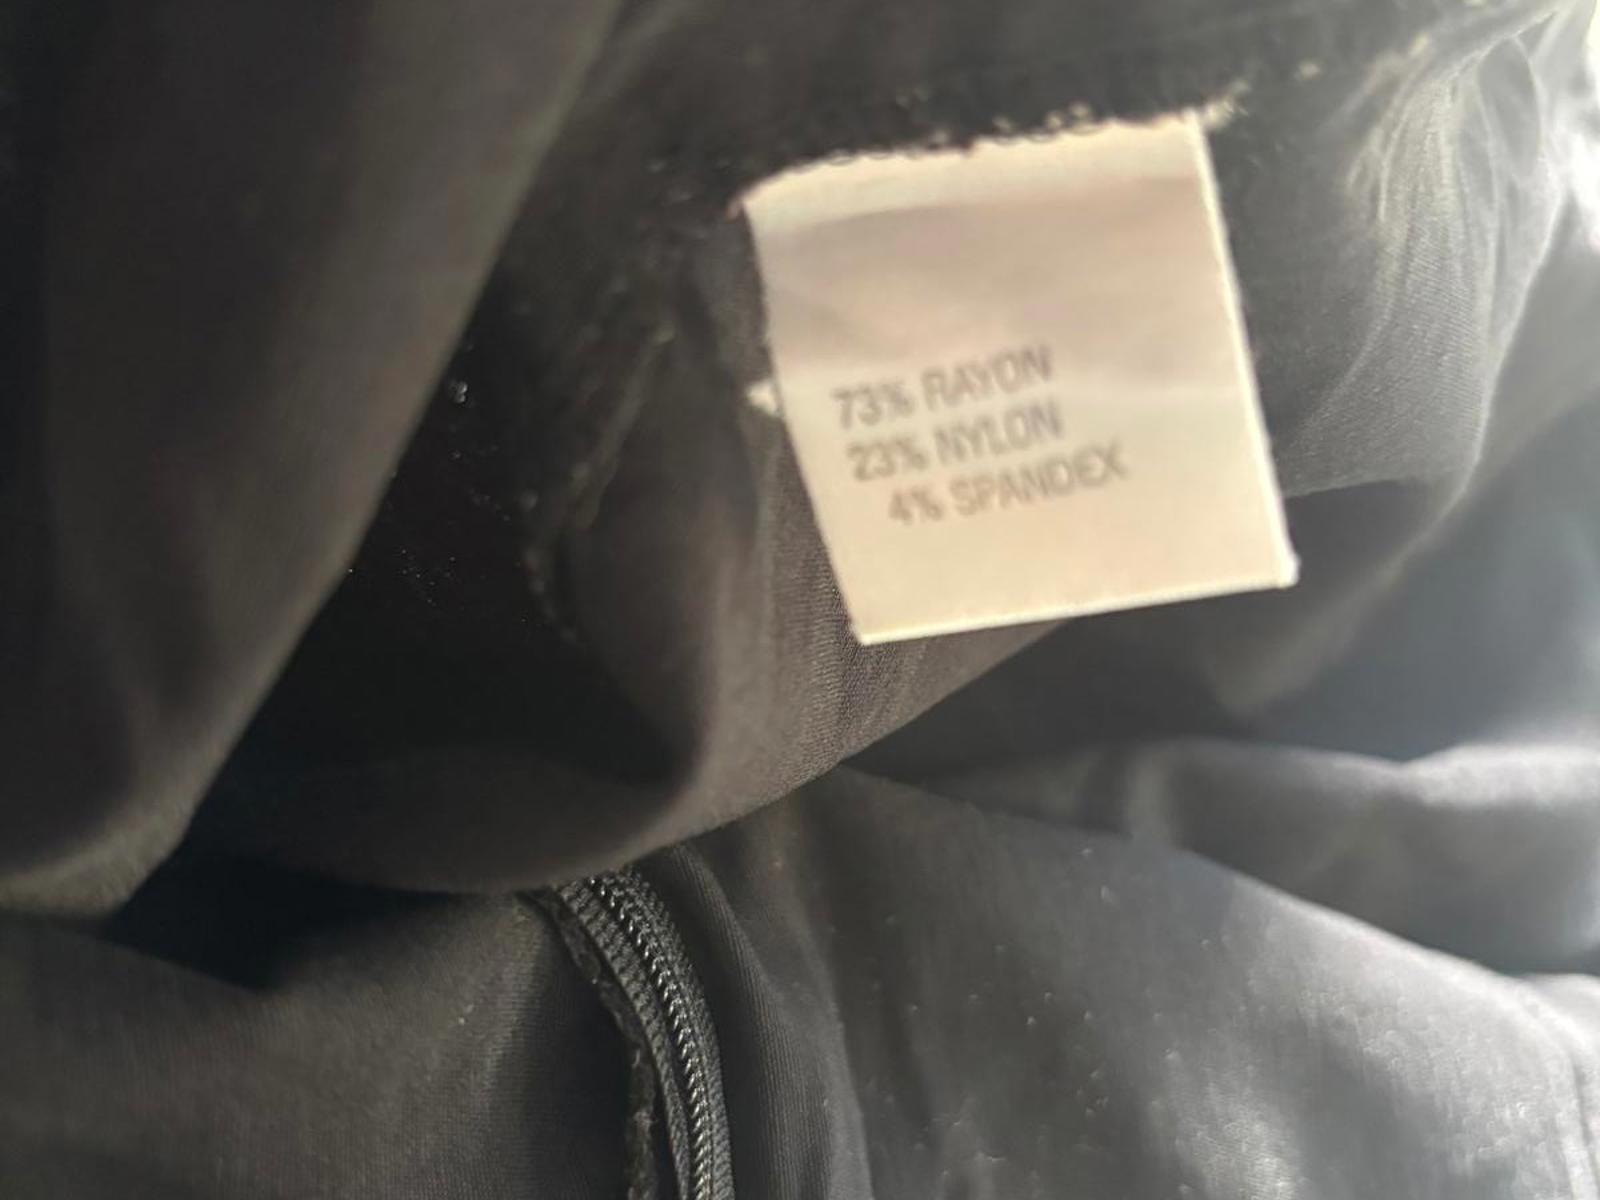 73% RAYON
23% NYLON
4% SPANDEX